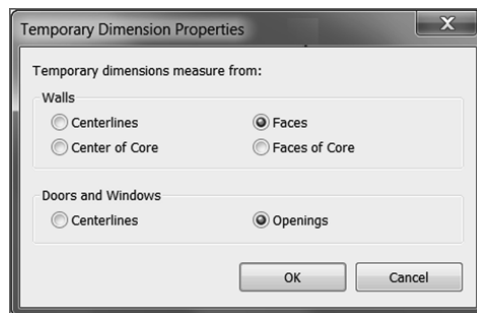 Temporary Dimension Properties
X
Temporary dimensions measure from:
Walls
Centerlines Faces
Center of Core Faces of Core
Doors and Windows
Centerlines Openings
OK Cancel